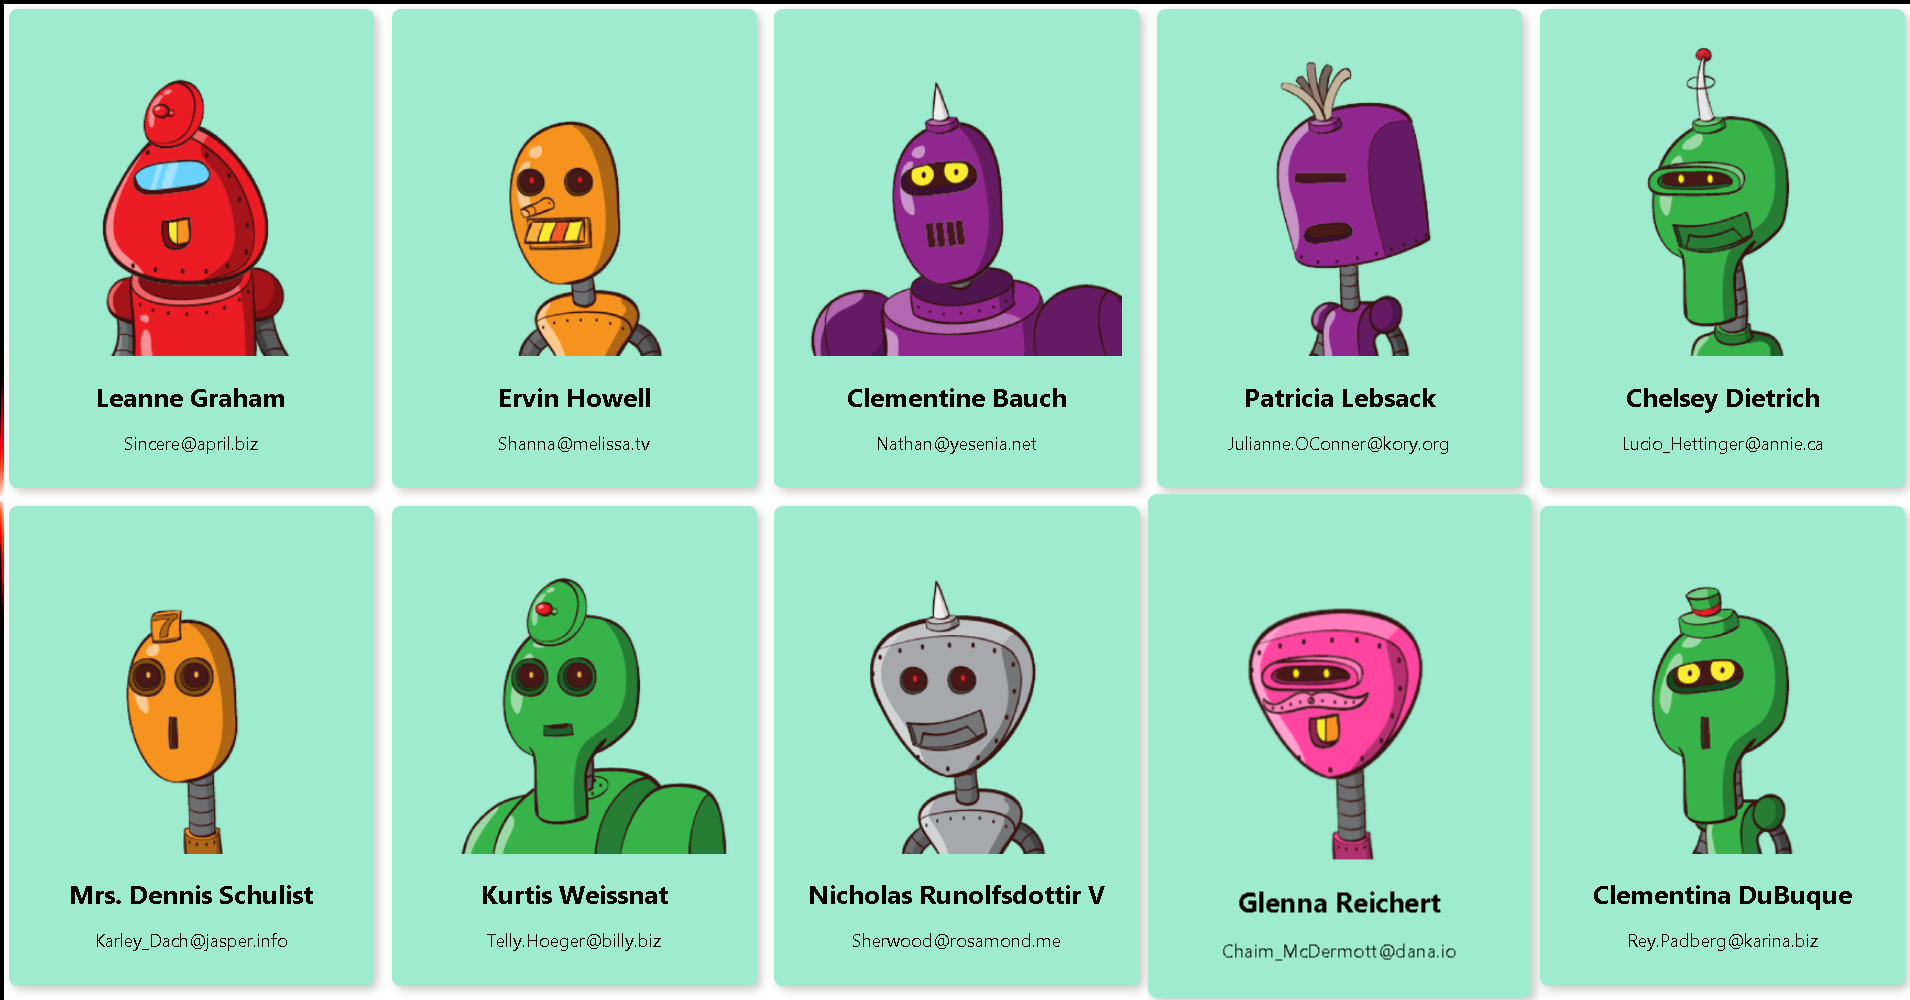 Leanne Graham
Sincere@april.biz
Ervin Howell
Shanna@melissa.tv
Clementine Bauch
Nathan@yesenia.net
Patricia Lebsack
Julianne.OConner@kory.org
Chelsey Dietrich
Lucio_Hettinger@annie.ca
7
Mrs. Dennis Schulist
Karley_Dach@jasper.info
Kurtis Weissnat
Telly.Hoeger@billy.biz
Nicholas Runolfsdottir V
Sherwood@rosamond.me
Glenna Reichert
Chaim_McDermott@dana.io
Clementina DuBuque
Rey.Padberg@karina.biz